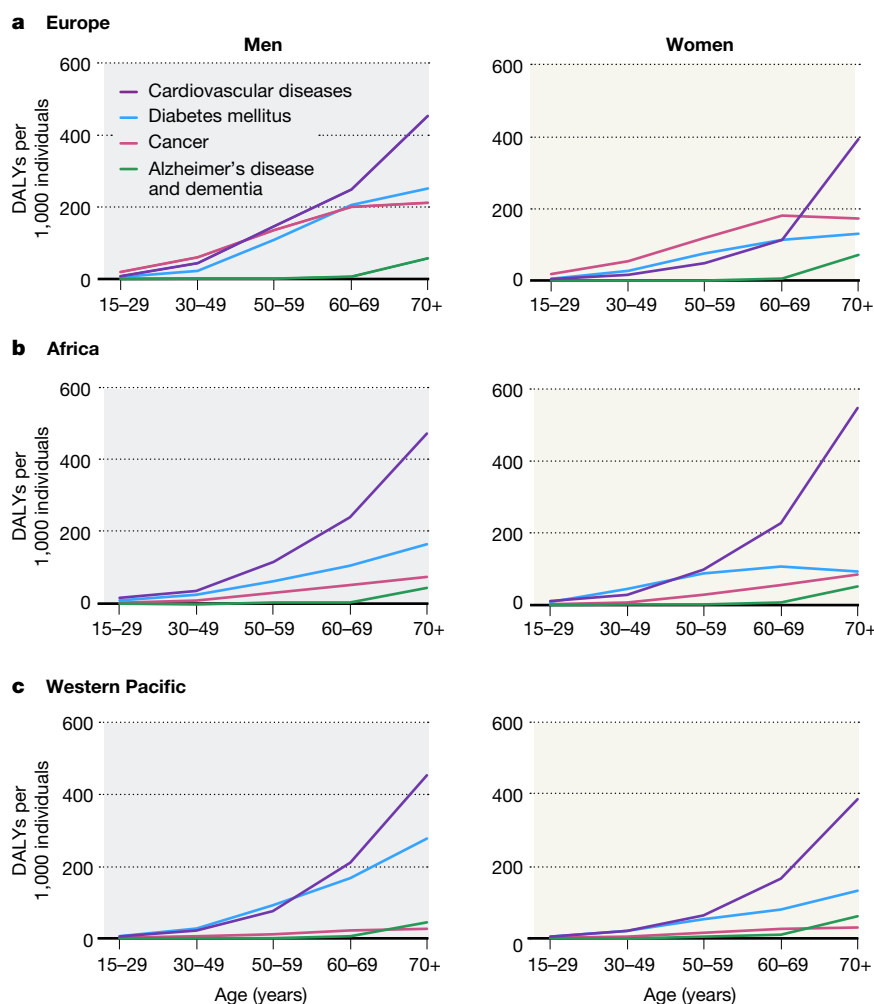 a Europe
Men
Women
DALYs per
1,000 individuals
600
400
200
0
Cardiovascular diseases
Diabetes mellitus
Cancer
Alzheimer's disease
and dementia
15–29 30–49 50–59 60–69 70+
600
400
200
0
15–29 30–49 50–59 60–69 70+
b Africa
DALYs per
1,000 individuals
600
400
200
0
15–29 30–49 50–59 60–69 70+
600
400
200
0
15–29 30–49 50–59 60–69 70+
c Western Pacific
DALYs per
1,000 individuals
600
400
200
0
15–29 30–49 50–59 60–69 70+
Age (years)
600
400
200
0
15–29 30–49 50–59 60–69 70+
Age (years)